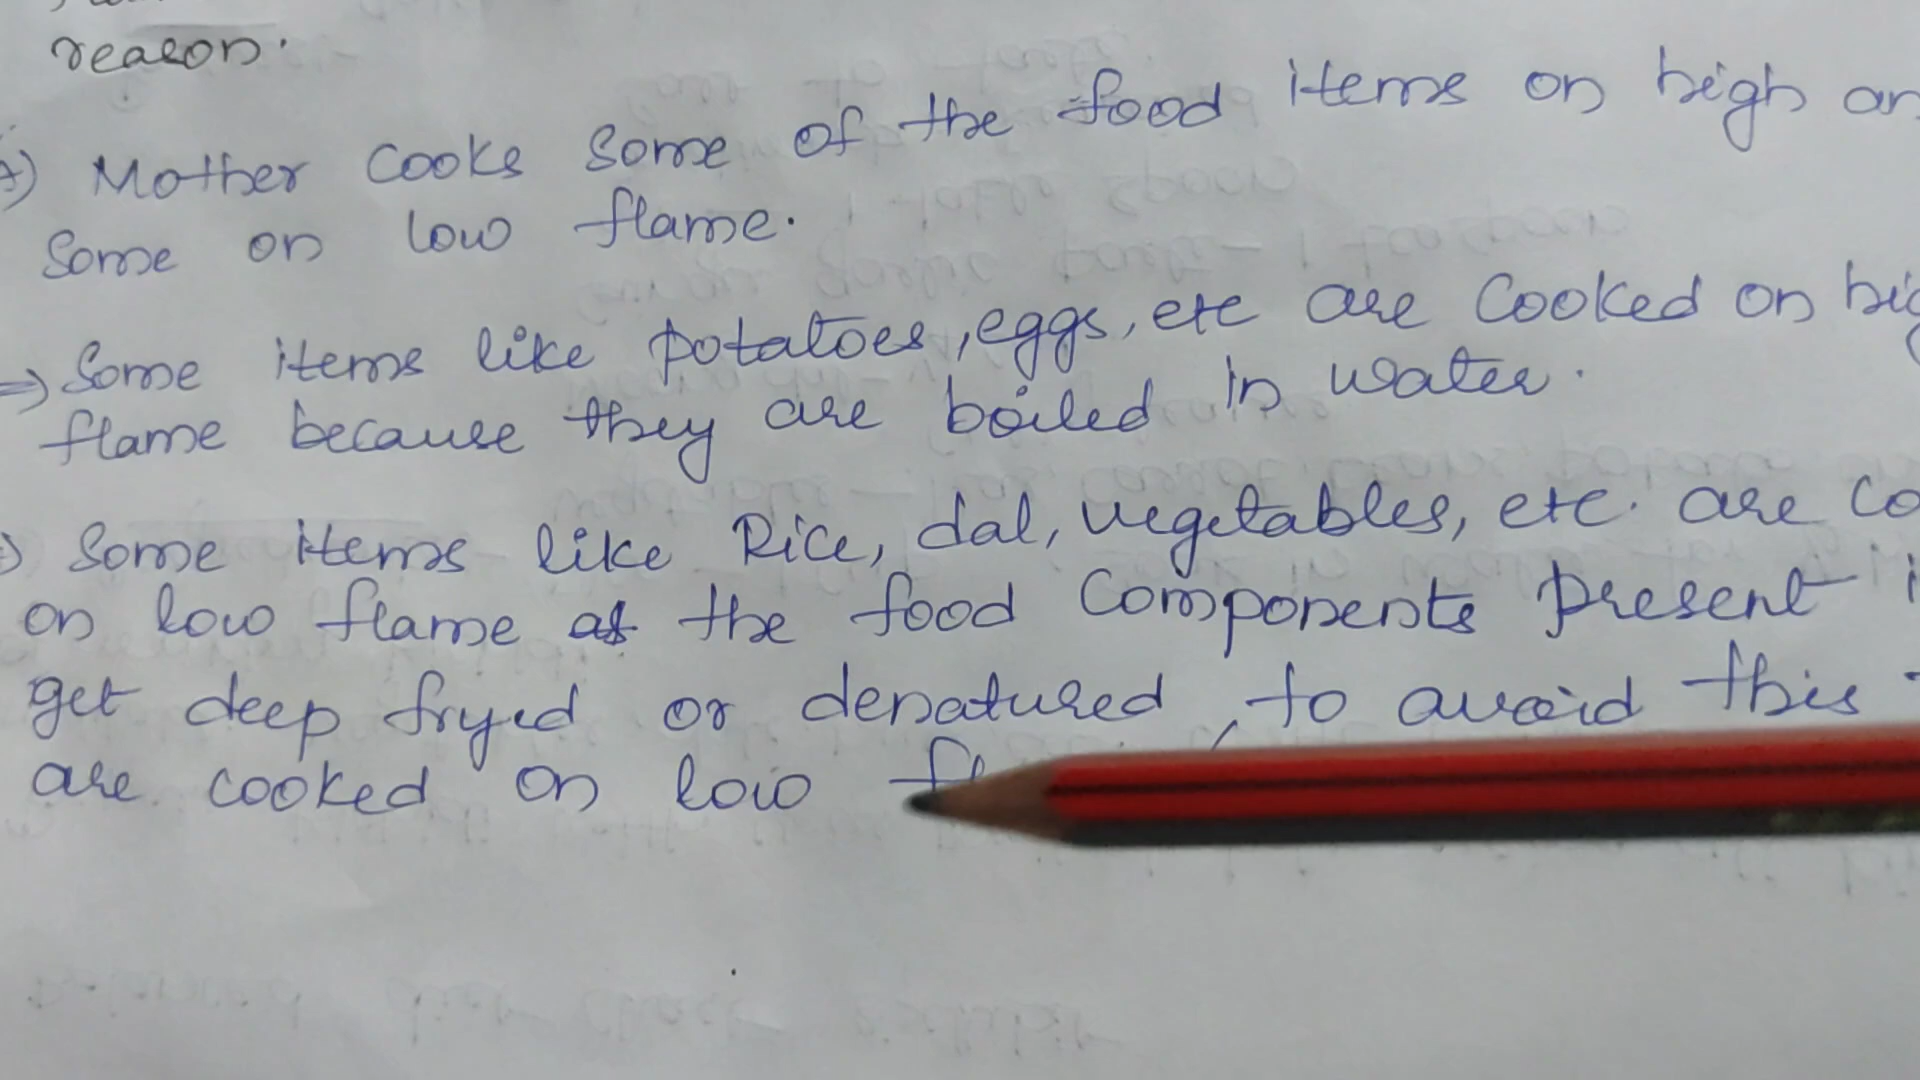 reason.
Mother cooks some of the food items on high
some on low flame.
⇒ Some items like potatoes, eggs, etc are cooked on
flame because they are boiled in water.
Some items like Rice, dal, vegetables, etc. are
on low flame as the food components present
get deep fryed or denatured, to avoid this
are cooked on low